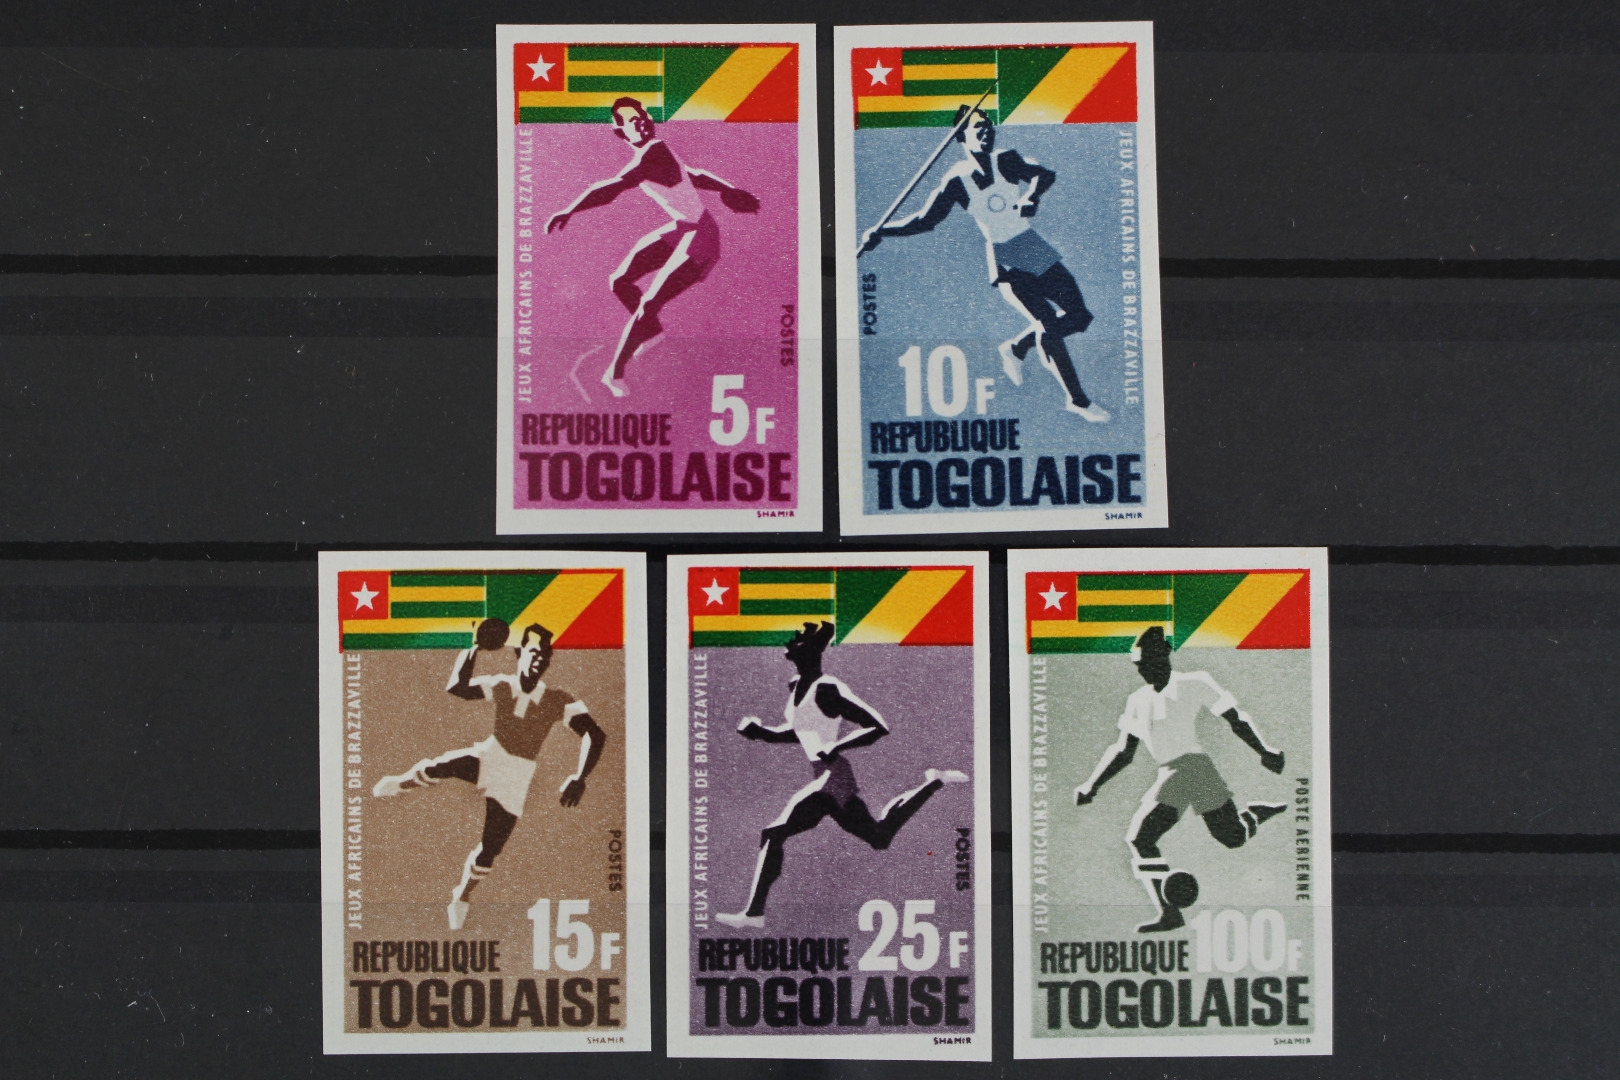 JEUX AFRICAINS DE BRAZZAVILLE
POSTES
5F
REPUBLIQUE
TOGOLAISE
SHAMIR
JEUX AFRICAINS DE BRAZZAVILLE
POSTES
10F
REPUBLIQUE
TOGOLAISE
SHAMIR
JEUX AFRICAINS DE BRAZZAVILLE
POSTES
15F
REPUBLIQUE
TOGOLAISE
SHAMIR
JEUX AFRICAINS DE BRAZZAVILLE
POSTES
25F
REPUBLIQUE
TOGOLAISE
SHAMIR
JEUX AFRICAINS DE BRAZZAVILLE
POSTE AERIENNE
100F
REPUBLIQUE
TOGOLAISE
SHAMIR